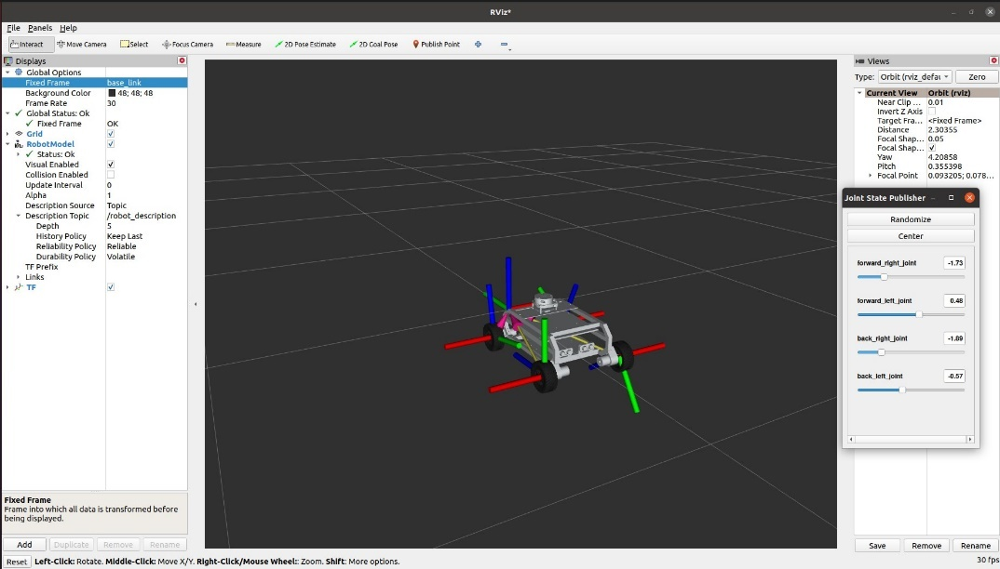 RViz*
File Panels Help
Interact Move Camera Select Focus Camera Measure 2D Pose Estimate 2D Goal Pose Publish Point
Displays
Global Options
Fixed Frame base_link
Background Color 48; 48; 48
Frame Rate 30
Global Status: Ok
Fixed Frame OK
Grid
RobotModel
Status: Ok
Visual Enabled
Collision Enabled
Update Interval 0
Alpha 1
Description Source Topic
Description Topic /robot_description
Depth 5
History Policy Keep Last
Reliability Policy Reliable
Durability Policy Volatile
TF Prefix
Links
TF
Fixed Frame
Frame into which all data is transformed before
being displayed.
Add Duplicate Remove Rename
Reset Left-Click: Rotate. Middle-Click: Move X/Y. Right-Click/Mouse Wheel:: Zoom. Shift: More options.
Views
Type: Orbit (rviz_defau Zero
Current View Orbit (rviz)
Near Clip ... 0.01
Invert Z Axis
Target Fra... <Fixed Frame>
Distance 2.30355
Focal Shap... 0.05
Focal Shap...
Yaw 4.20858
Pitch 0.355398
Focal Point 0.093205; 0.078...
Joint State Publisher
Randomize
Center
forward_right_joint -1.73
forward_left_joint 0.48
back_right_joint -1.89
back_left_joint -0.57
Save Remove Rename
30 fps